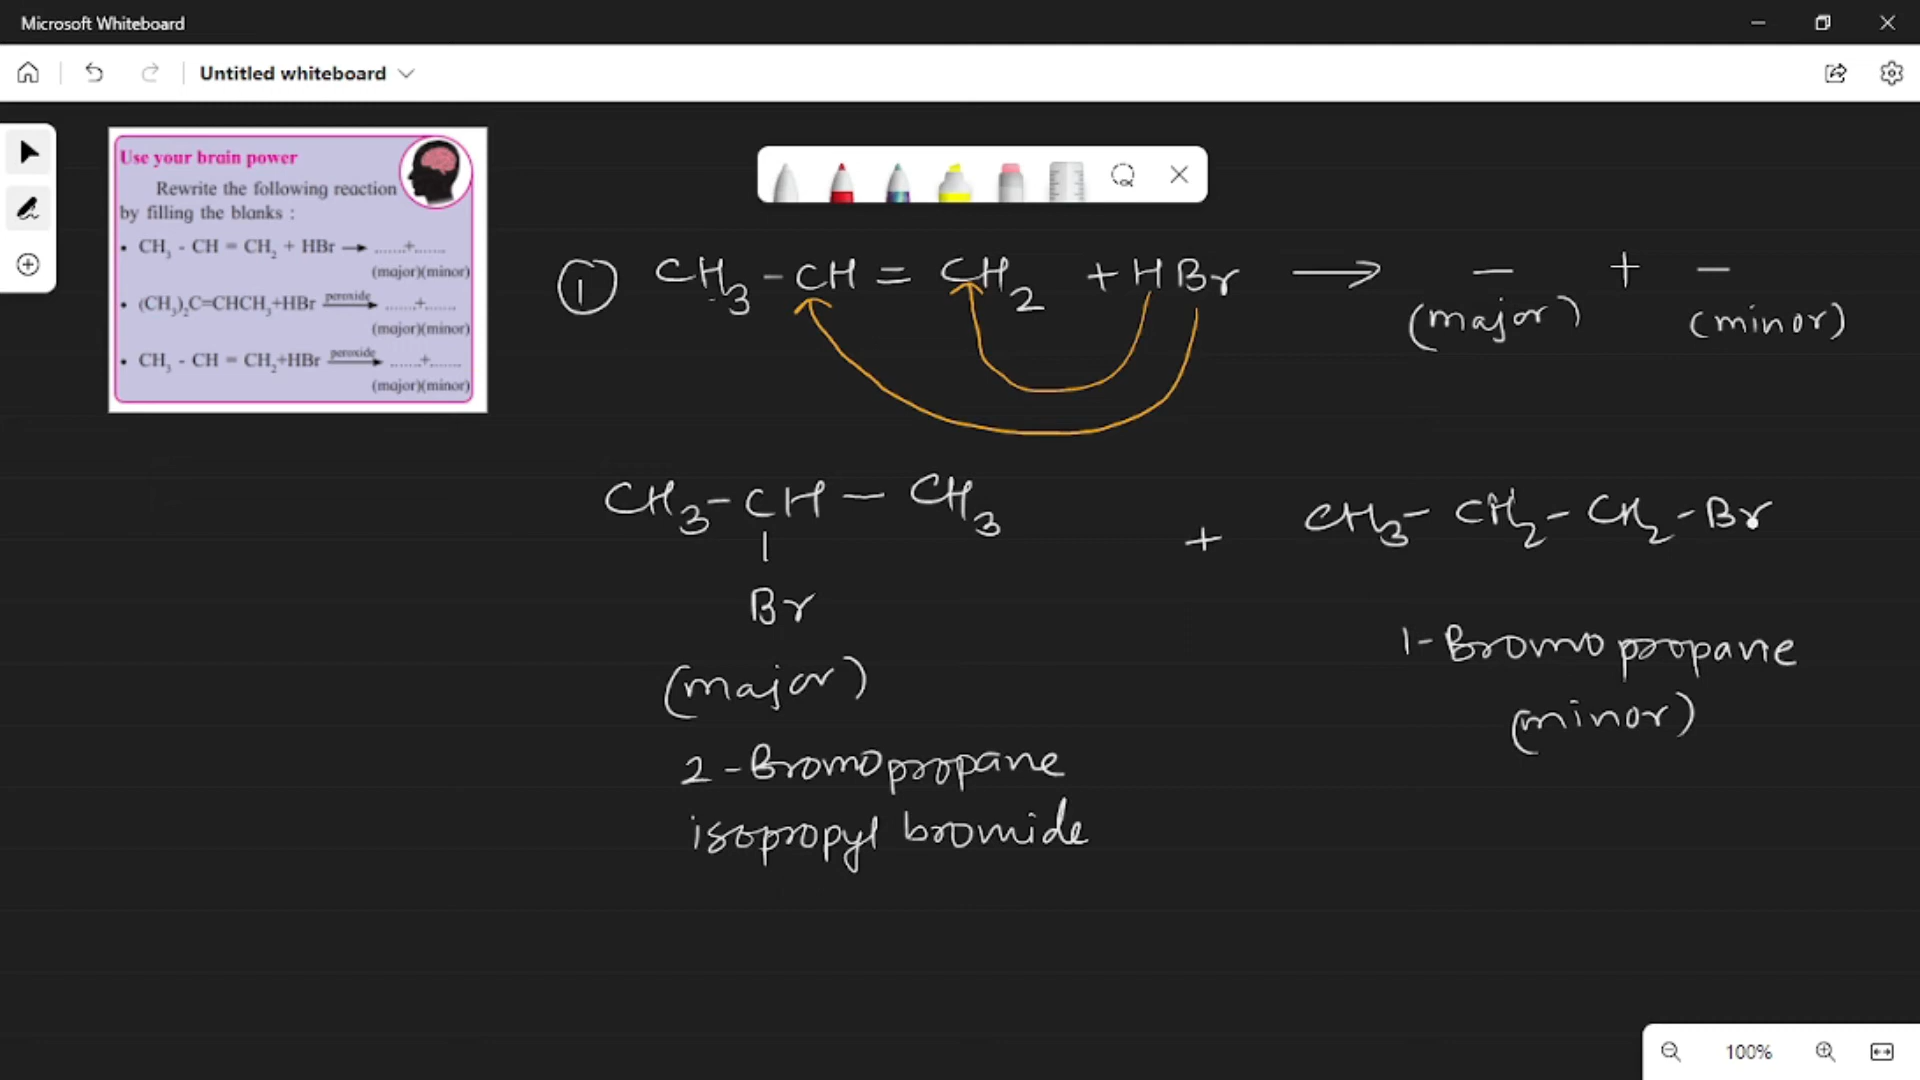 Microsoft Whiteboard
Untitled whiteboard
Use your brain power
Rewrite the following reaction
by filling the blanks :
• CH₃ - CH = CH₂ + HBr ⟶ ......+......
(major)(minor)
• (CH₃)₂C=CHCH₃+HBr peroxide⟶ ......+......
(major)(minor)
• CH₃ - CH = CH₂+HBr peroxide⟶ ......+......
(major)(minor)
① CH₃ - CH = CH₂ + HBr ⟶ — + —
(major) (minor)
CH₃ - CH — CH₃ + CH₃ - CH₂ - CH₂ - Br
|
Br
(major)
2 - Bromopropane
isopropyl bromide
1 - Bromopropane
(minor)
100%